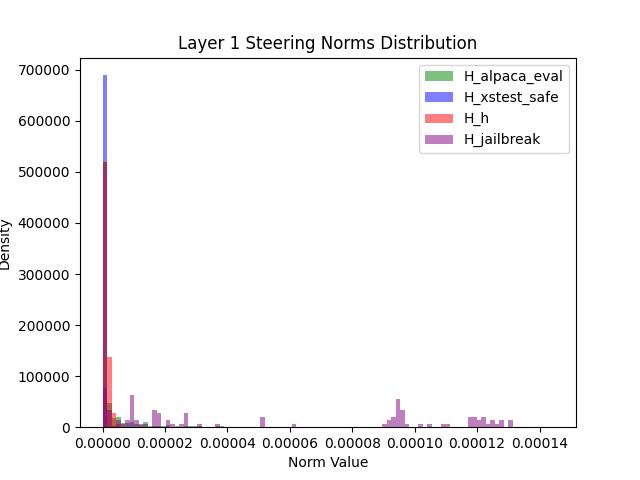 Layer 1 Steering Norms Distribution
700000
600000
500000
400000
300000
200000
100000
0
Density
H_alpaca_eval
H_xstest_safe
H_h
H_jailbreak
0.00000 0.00002 0.00004 0.00006 0.00008 0.00010 0.00012 0.00014
Norm Value